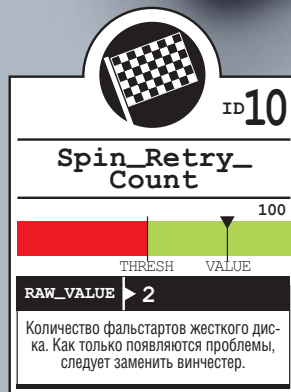 ID10
Spin_Retry_
Count
100
THRESH VALUE
RAW_VALUE 2
Количество фальстартов жесткого дис-
ка. Как только появляются проблемы,
следует заменить винчестер.